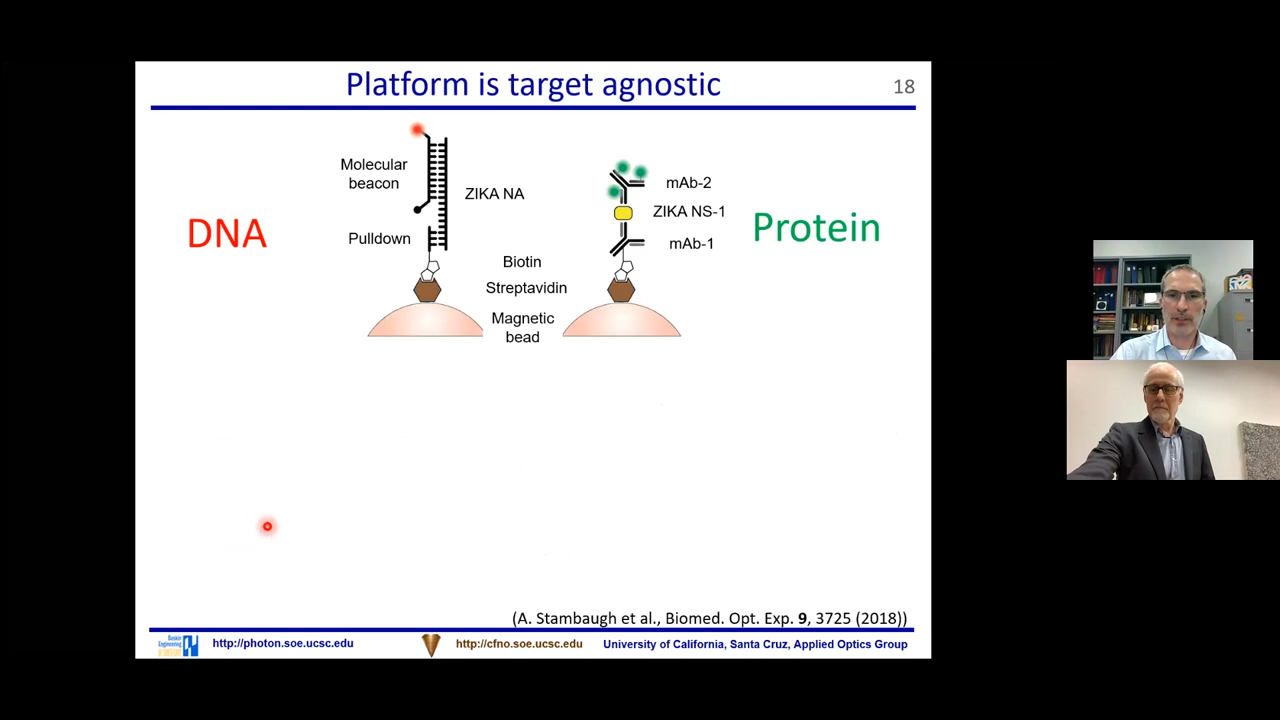 Platform is target agnostic
18
Molecular
beacon
ZIKA NA
Pulldown
DNA
mAb-2
ZIKA NS-1
mAb-1
Protein
Biotin
Streptavidin
Magnetic
bead
(A. Stambaugh et al., Biomed. Opt. Exp. 9, 3725 (2018))
Baskin
Engineering
http://photon.soe.ucsc.edu
http://cfno.soe.ucsc.edu
University of California, Santa Cruz, Applied Optics Group